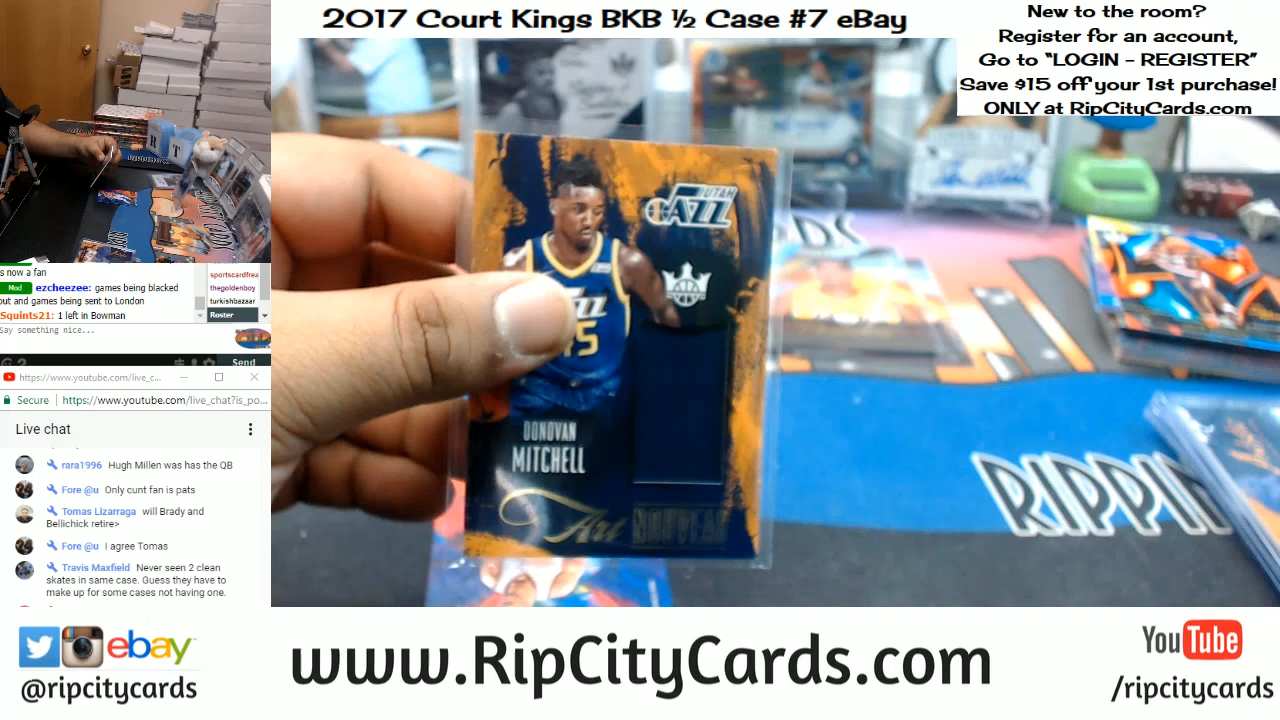 2017 Court Kings BKB ½ Case #7 eBay
New to the room?
Register for an account,
Go to “LOGIN - REGISTER”
Save $15 off your 1st purchase!
ONLY at RipCityCards.com
UTAH
JAZZ
45
DONOVAN
MITCHELL
Art
NOUVEAU
RIPPIN
s now a fan
Mod ezcheezee: games being blacked
out and games being sent to London
Squints21: 1 left in Bowman
Say something nice...
sportscardfrea
thegoldenboy
turkishbazaar
Roster
Send
https://www.youtube.com/live_c...
Secure https://www.youtube.com/live_chat?is_po...
Live chat
rara1996 Hugh Millen was has the QB
Fore @u Only cunt fan is pats
Tomas Lizarraga will Brady and
Bellichick retire>
Fore @u I agree Tomas
Travis Maxfield Never seen 2 clean
skates in same case. Guess they have to
make up for some cases not having one.
ebay
@ripcitycards
www.RipCityCards.com
YouTube
/ripcitycards